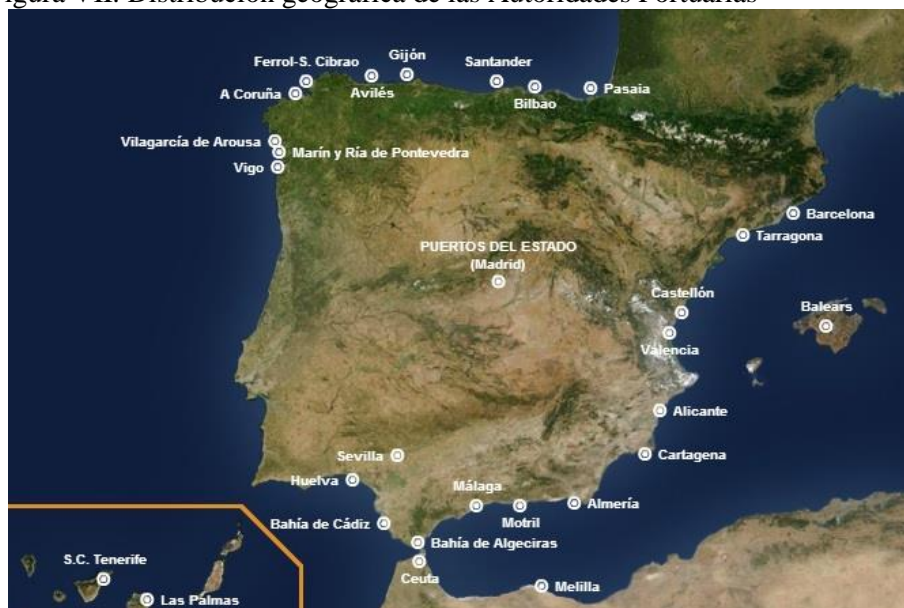 Figura VII. Distribución geográfica de las Autoridades Portuarias
Gijón
Ferrol-S. Cibrao
Santander
A Coruña
Avilés
Bilbao
Pasaia
Vilagarcía de Arousa
Marín y Ría de Pontevedra
Vigo
Barcelona
Tarragona
PUERTOS DEL ESTADO
(Madrid)
Castellón
Balears
Valencia
Alicante
Sevilla
Cartagena
Huelva
Málaga
Almería
Bahía de Cádiz
Motril
Bahía de Algeciras
S.C. Tenerife
Ceuta
Melilla
Las Palmas